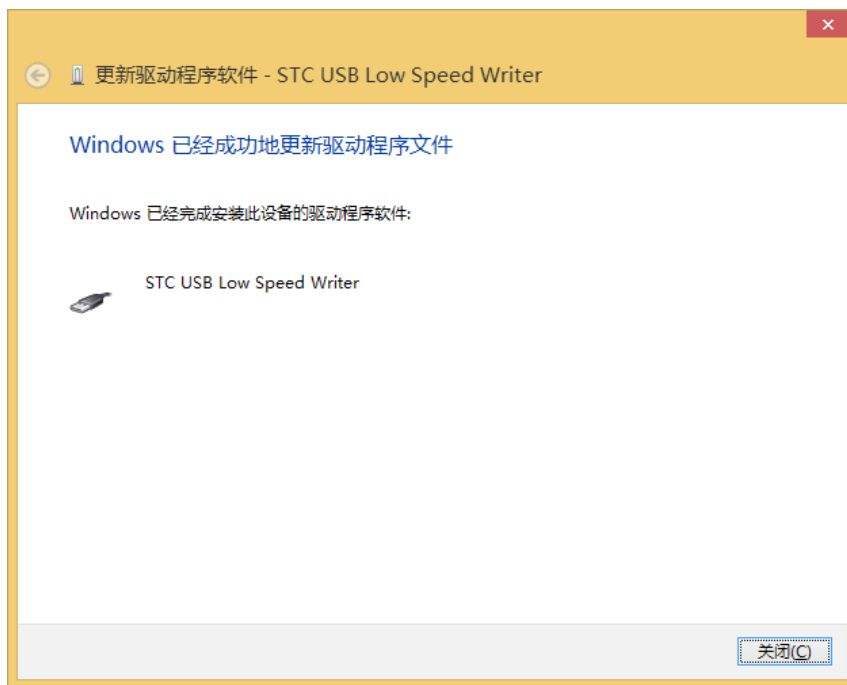 更新驱动程序软件 - STC USB Low Speed Writer
Windows 已经成功地更新驱动程序文件
Windows 已经完成安装此设备的驱动程序软件:
STC USB Low Speed Writer
关闭(C)